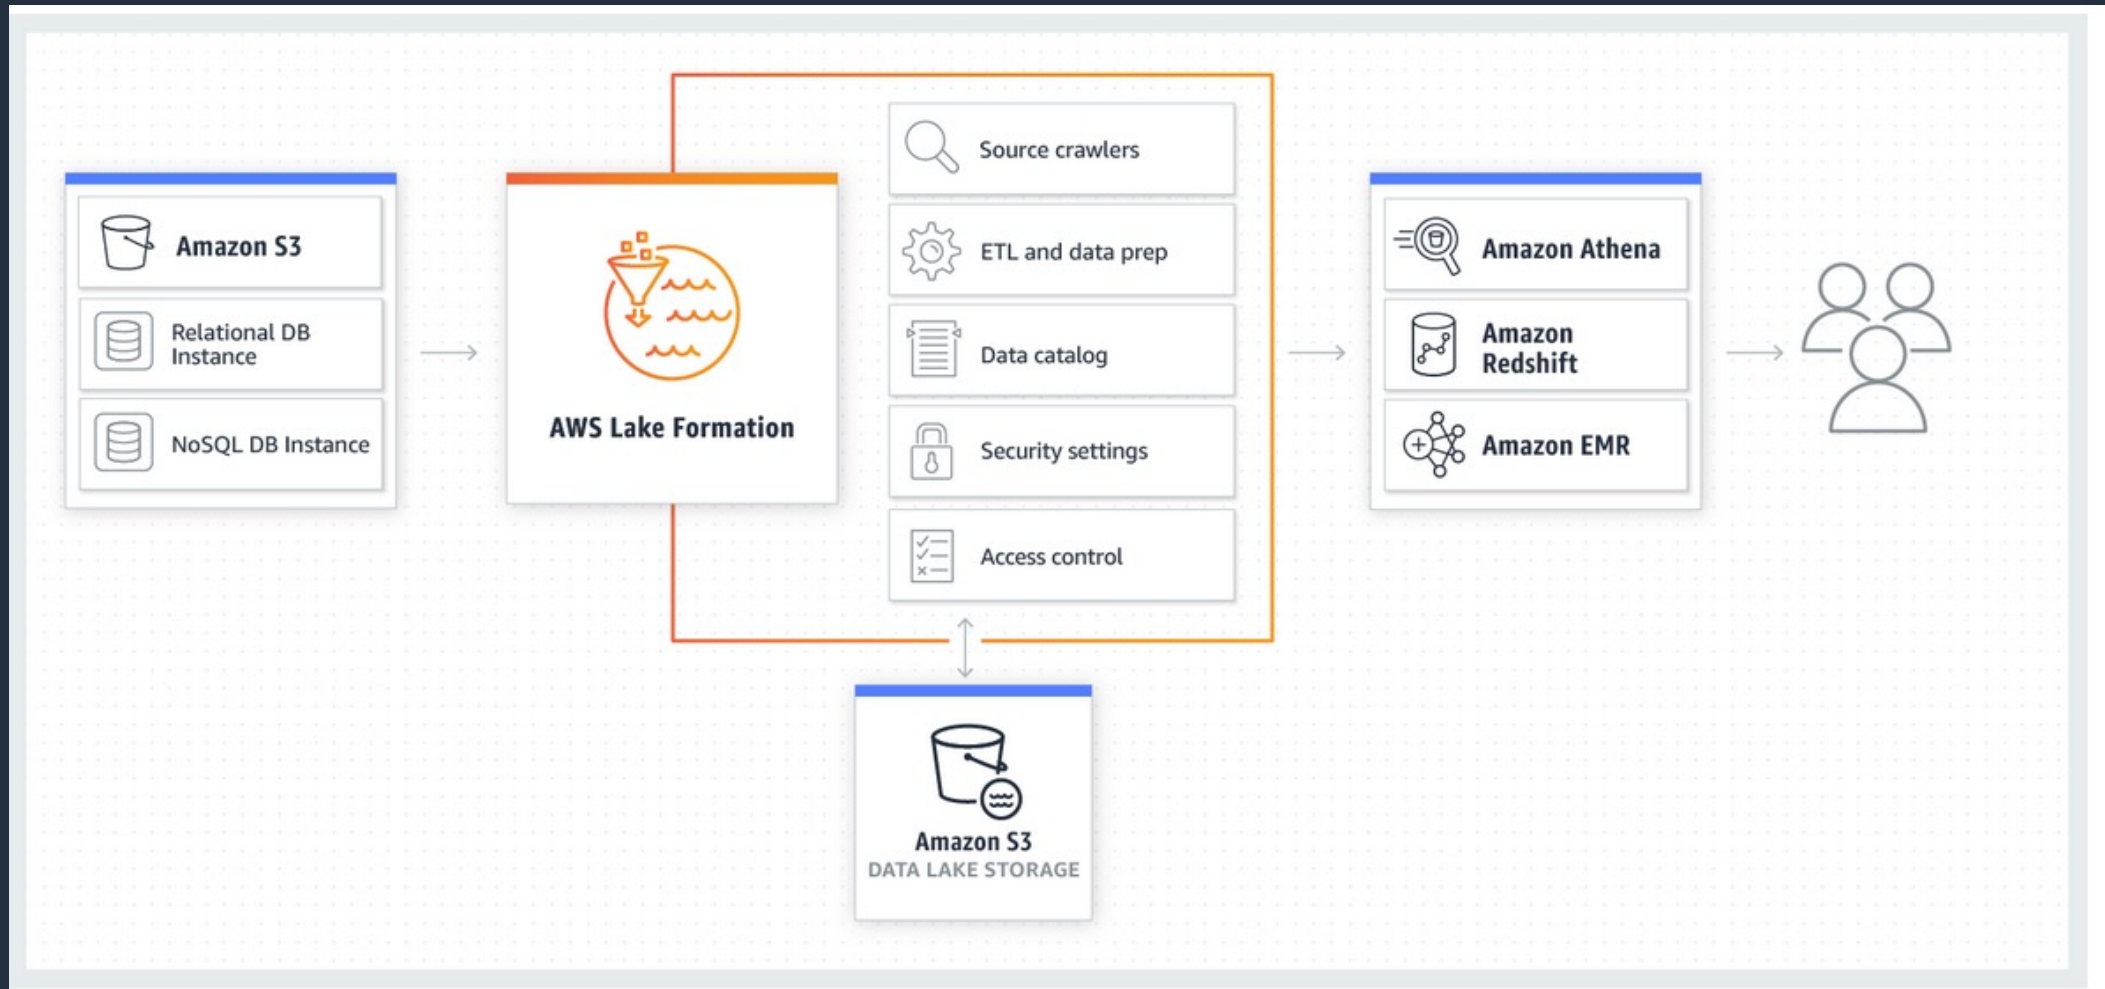 Amazon S3
Relational DB
Instance
NoSQL DB Instance
AWS Lake Formation
Source crawlers
ETL and data prep
Data catalog
Security settings
Access control
Amazon S3
DATA LAKE STORAGE
Amazon Athena
Amazon
Redshift
Amazon EMR